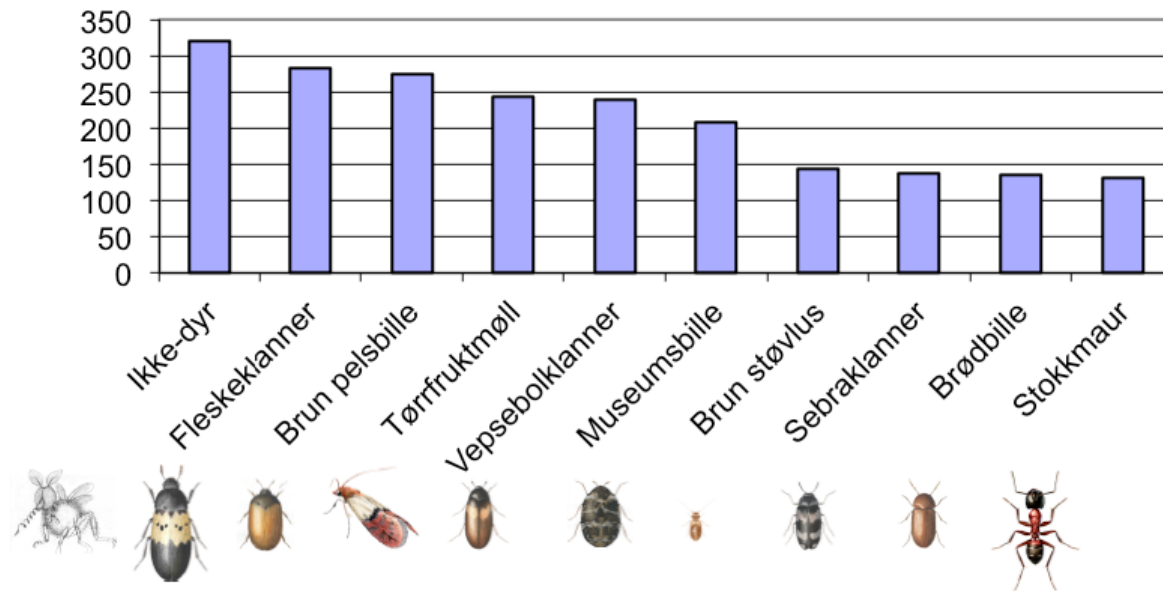 350
300
250
200
150
100
50
0
Ikke-dyr
Fleskeklanner
Brun pelsbille
Tørrfruktmøll
Vepsebolklanner
Museumsbille
Brun støvlus
Sebraklanner
Brødbille
Stokkmaur